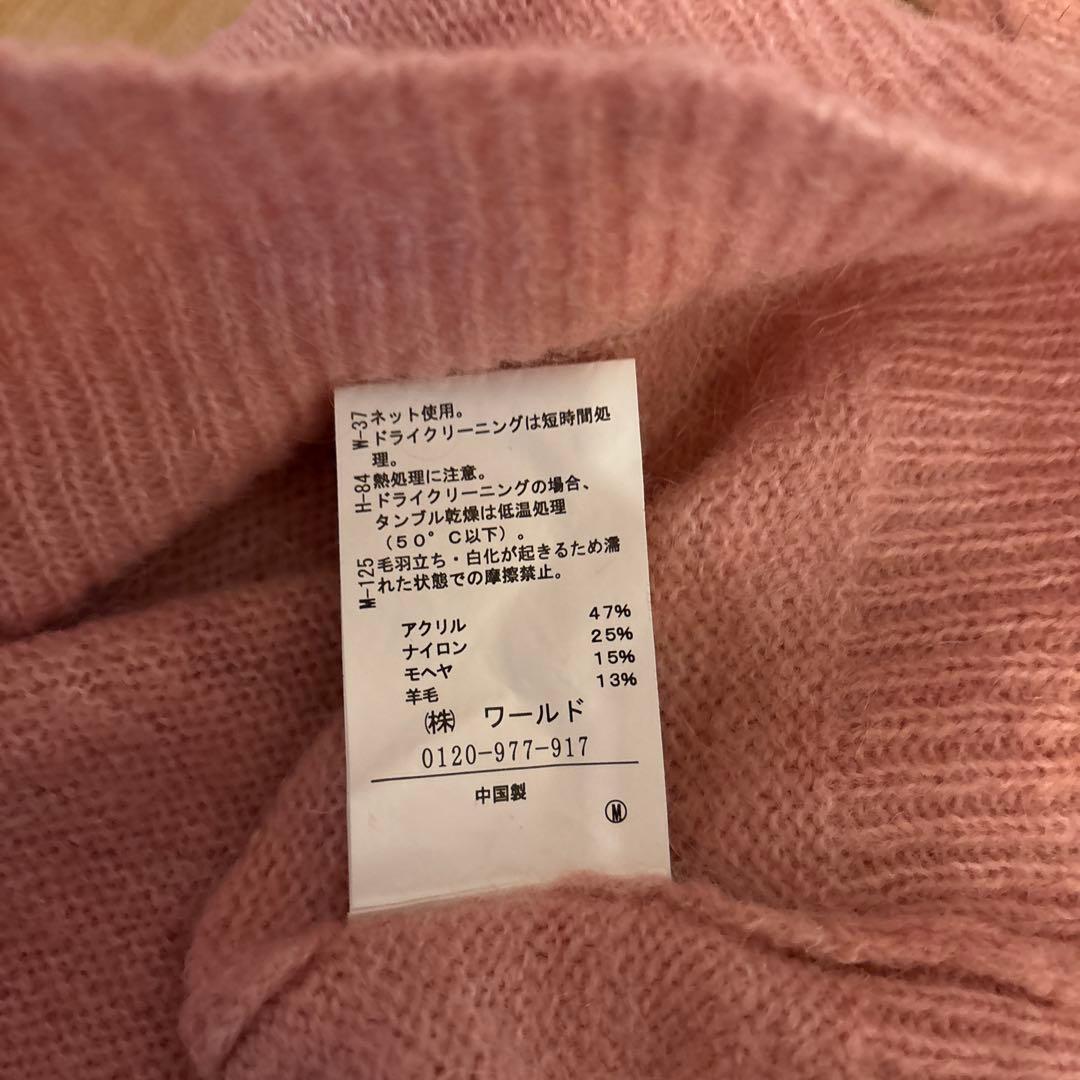 W-37
H-84
M-125
ネット使用。
ドライクリーニングは短時間処
理。
熱処理に注意。
ドライクリーニングの場合、
タンブル乾燥は低温処理
(50°C以下)。
毛羽立ち・白化が起きるため濡
れた状態での摩擦禁止。
アクリル 47%
ナイロン 25%
モヘヤ 15%
羊毛 13%
㈱ ワールド
0120-977-917
中国製
Ⓜ